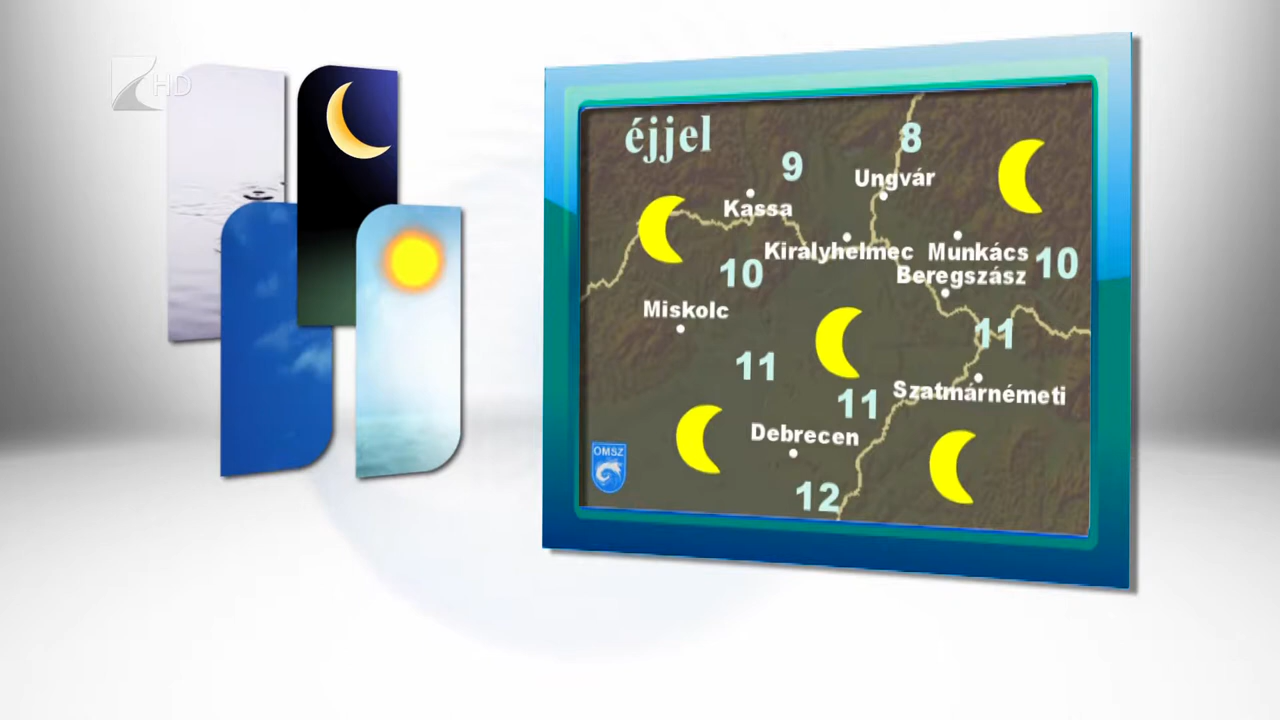 HD
éjjel
8
9
Ungvár
Kassa
Királyhelmec
Munkács
10
Beregszász
10
Miskolc
11
11
11
Szatmárnémeti
Debrecen
OMSZ
12